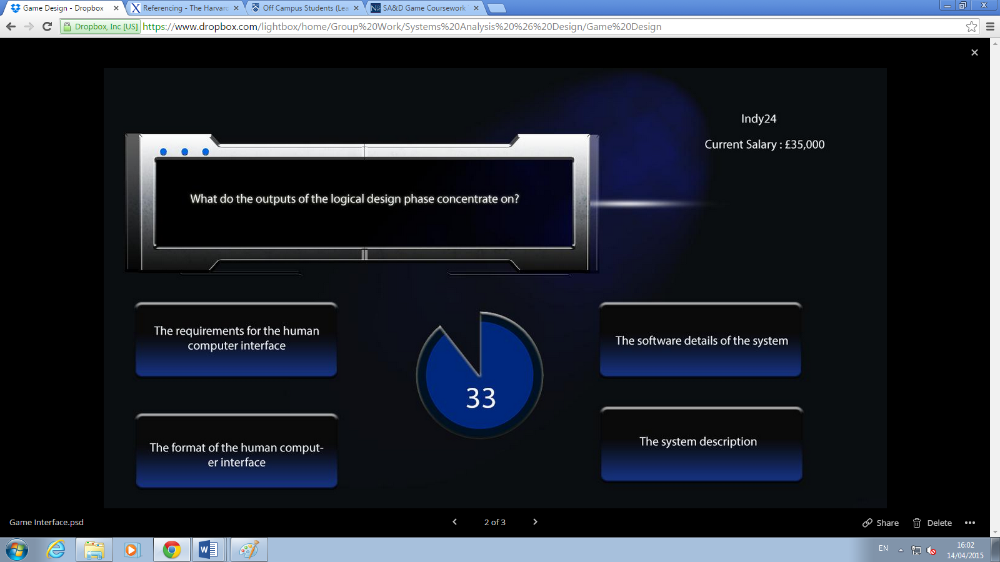 Game Design - Dropbox
Referencing - The Harvard
Off Campus Students (Lea
SA&D Game Coursework
Dropbox, Inc [US]
https://www.dropbox.com/lightbox/home/Group%20Work/Systems%20Analysis%20%26%20Design/Game%20Design
Indy24
Current Salary : £35,000
What do the outputs of the logical design phase concentrate on?
The requirements for the human
computer interface
The software details of the system
33
The format of the human comput-
er interface
The system description
Game Interface.psd
2 of 3
Share
Delete
EN
16:02
14/04/2015